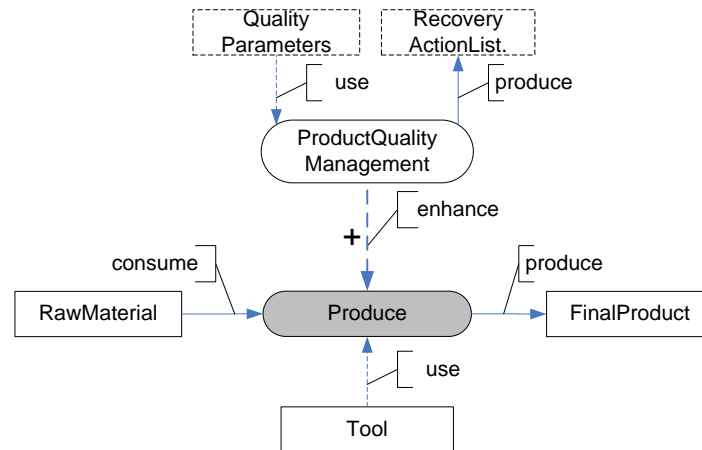 Quality
Parameters
Recovery
ActionList.
use
produce
ProductQuality
Management
+
enhance
consume
produce
RawMaterial
Produce
FinalProduct
use
Tool